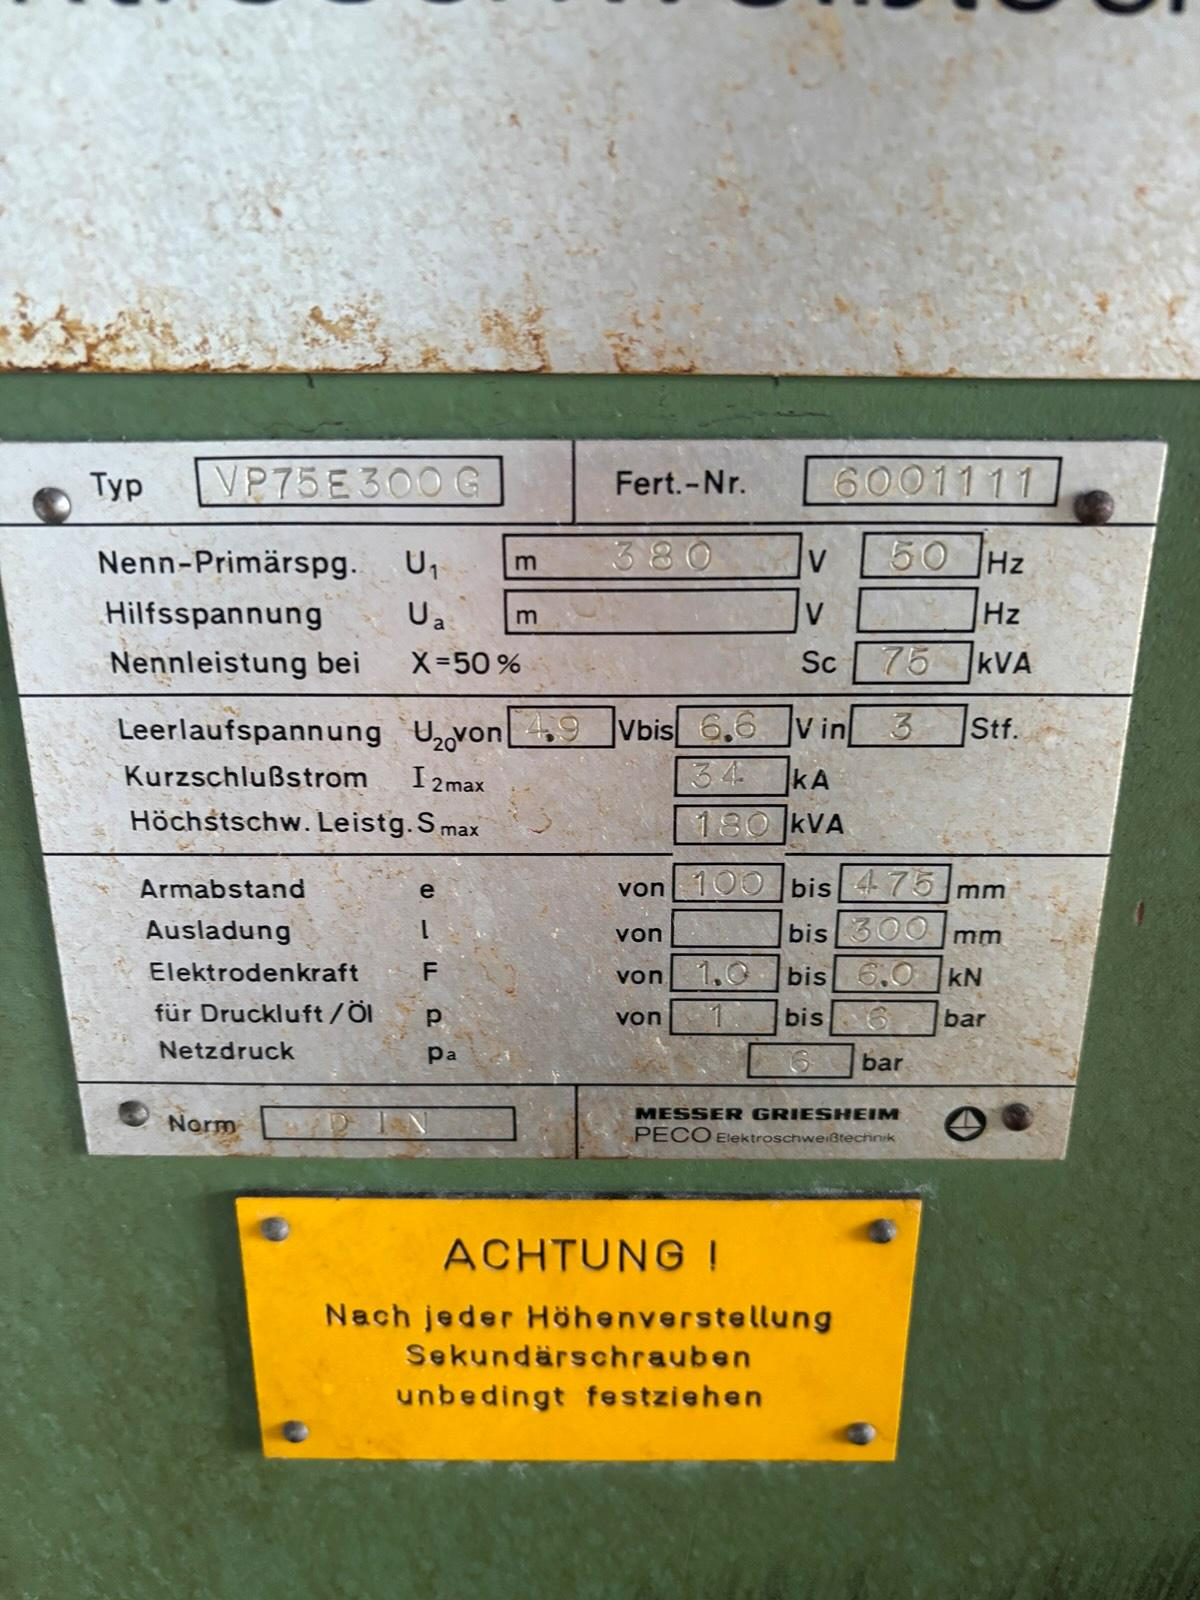 Typ VP75E300G Fert.-Nr. 6001111
Nenn-Primärspg. U1 m 380 V 50 Hz
Hilfsspannung Ua m V Hz
Nennleistung bei X=50% Sc 75 kVA
Leerlaufspannung U20 von 4.9 V bis 6.6 V in 3 Stf.
Kurzschlußstrom I2max 34 kA
Höchstschw. Leistg. Smax 180 kVA
Armabstand e von 100 bis 475 mm
Ausladung l von bis 300 mm
Elektrodenkraft F von 1.0 bis 6.0 kN
für Druckluft/Öl p von 1 bis 6 bar
Netzdruck pa 6 bar
Norm DIN MESSER GRIESHEIM
PECO Elektroschweißtechnik
ACHTUNG !
Nach jeder Höhenverstellung
Sekundärschrauben
unbedingt festziehen